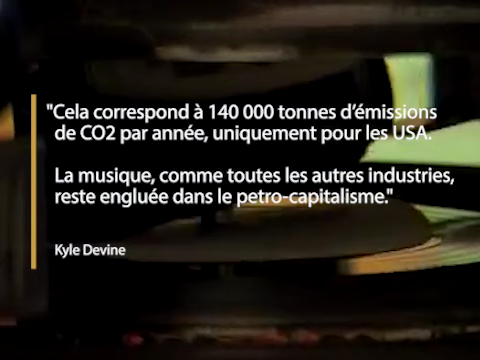 "Cela correspond à 140 000 tonnes d’émissions
de CO2 par année, uniquement pour les USA.
La musique, comme toutes les autres industries,
reste engluée dans le petro-capitalisme."
Kyle Devine